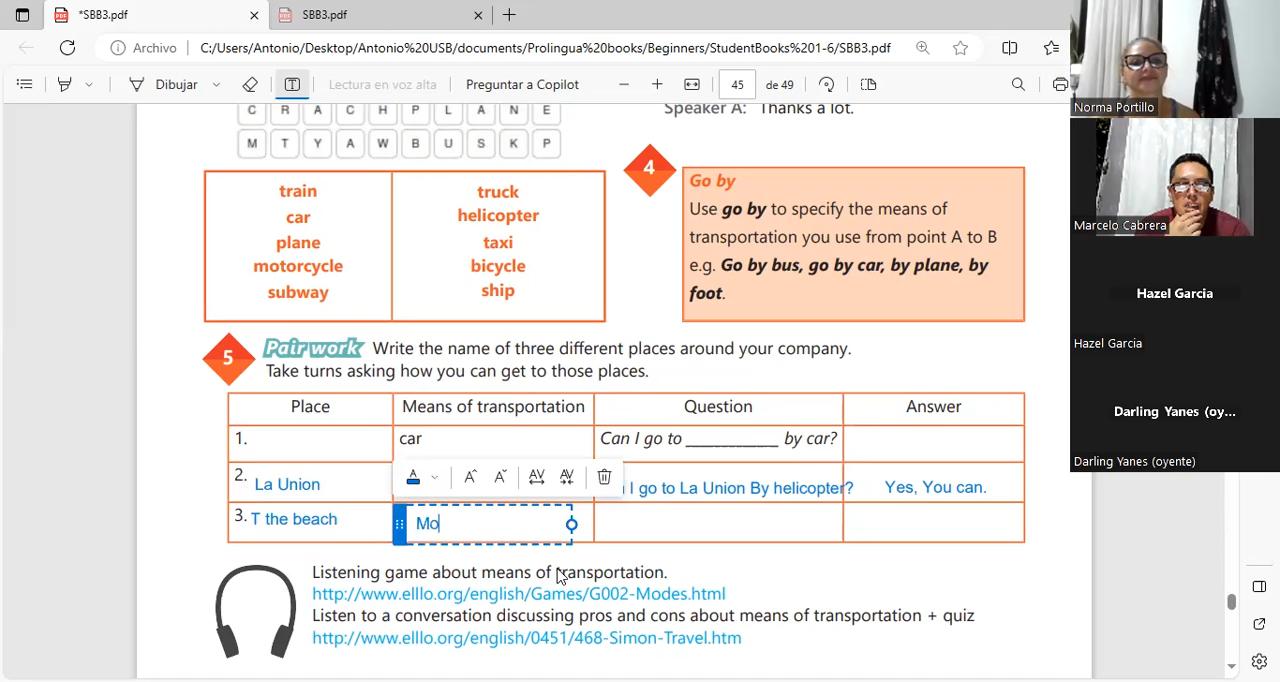 *SBB3.pdf
SBB3.pdf
Archivo
C:/Users/Antonio/Desktop/Antonio%20USB/documents/Prolingua%20books/Beginners/StudentBooks%201-6/SBB3.pdf
Dibujar
Lectura en voz alta
Preguntar a Copilot
45 de 49
C R A C H P L A N E
M T Y A W B U S K P
Speaker A: Thanks a lot.
train
car
plane
motorcycle
subway
truck
helicopter
taxi
bicycle
ship
4
Go by
Use go by to specify the means of
transportation you use from point A to B
e.g. Go by bus, go by car, by plane, by
foot.
5
Pair work Write the name of three different places around your company.
Take turns asking how you can get to those places.
Place Means of transportation Question Answer
1. car Can I go to ____________ by car?
2. La Union I go to La Union By helicopter? Yes, You can.
3. T the beach Mo
Listening game about means of transportation.
http://www.elllo.org/english/Games/G002-Modes.html
Listen to a conversation discussing pros and cons about means of transportation + quiz
http://www.elllo.org/english/0451/468-Simon-Travel.htm
Norma Portillo
Marcelo Cabrera
Hazel Garcia
Hazel Garcia
Darling Yanes (oy...
Darling Yanes (oyente)